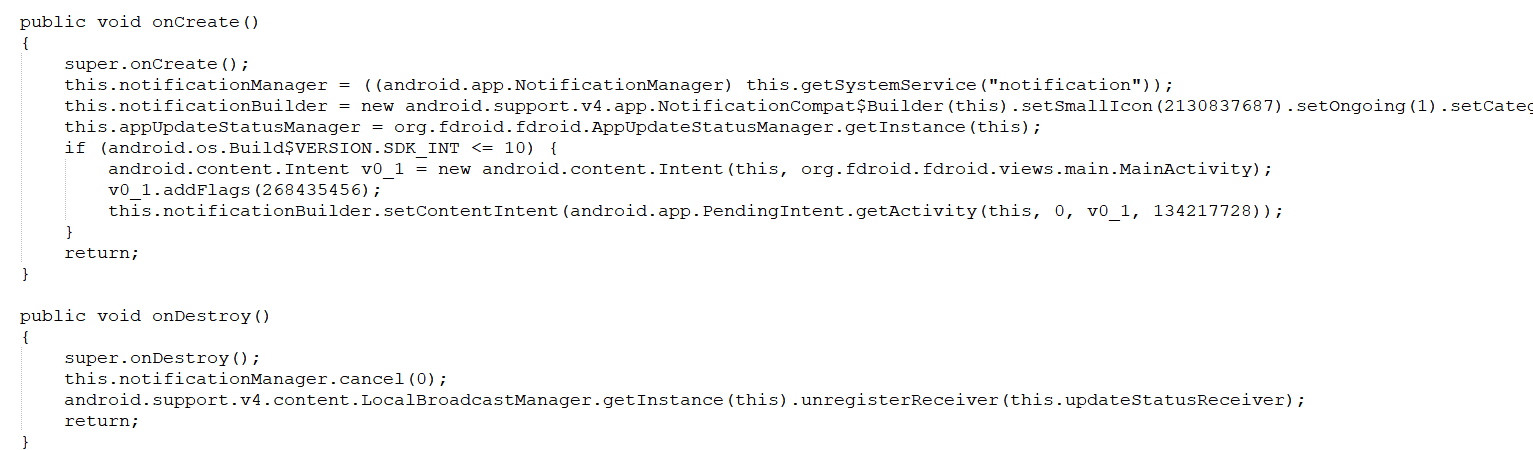 public void onCreate()
{
super.onCreate();
this.notificationManager = ((android.app.NotificationManager) this.getSystemService("notification"));
this.notificationBuilder = new android.support.v4.app.NotificationCompat$Builder(this).setSmallIcon(2130837687).setOngoing(1).setCateg
this.appUpdateStatusManager = org.fdroid.fdroid.AppUpdateStatusManager.getInstance(this);
if (android.os.Build$VERSION.SDK_INT <= 10) {
android.content.Intent v0_1 = new android.content.Intent(this, org.fdroid.fdroid.views.main.MainActivity);
v0_1.addFlags(268435456);
this.notificationBuilder.setContentIntent(android.app.PendingIntent.getActivity(this, 0, v0_1, 134217728));
}
return;
}
public void onDestroy()
{
super.onDestroy();
this.notificationManager.cancel(0);
android.support.v4.content.LocalBroadcastManager.getInstance(this).unregisterReceiver(this.updateStatusReceiver);
return;
}